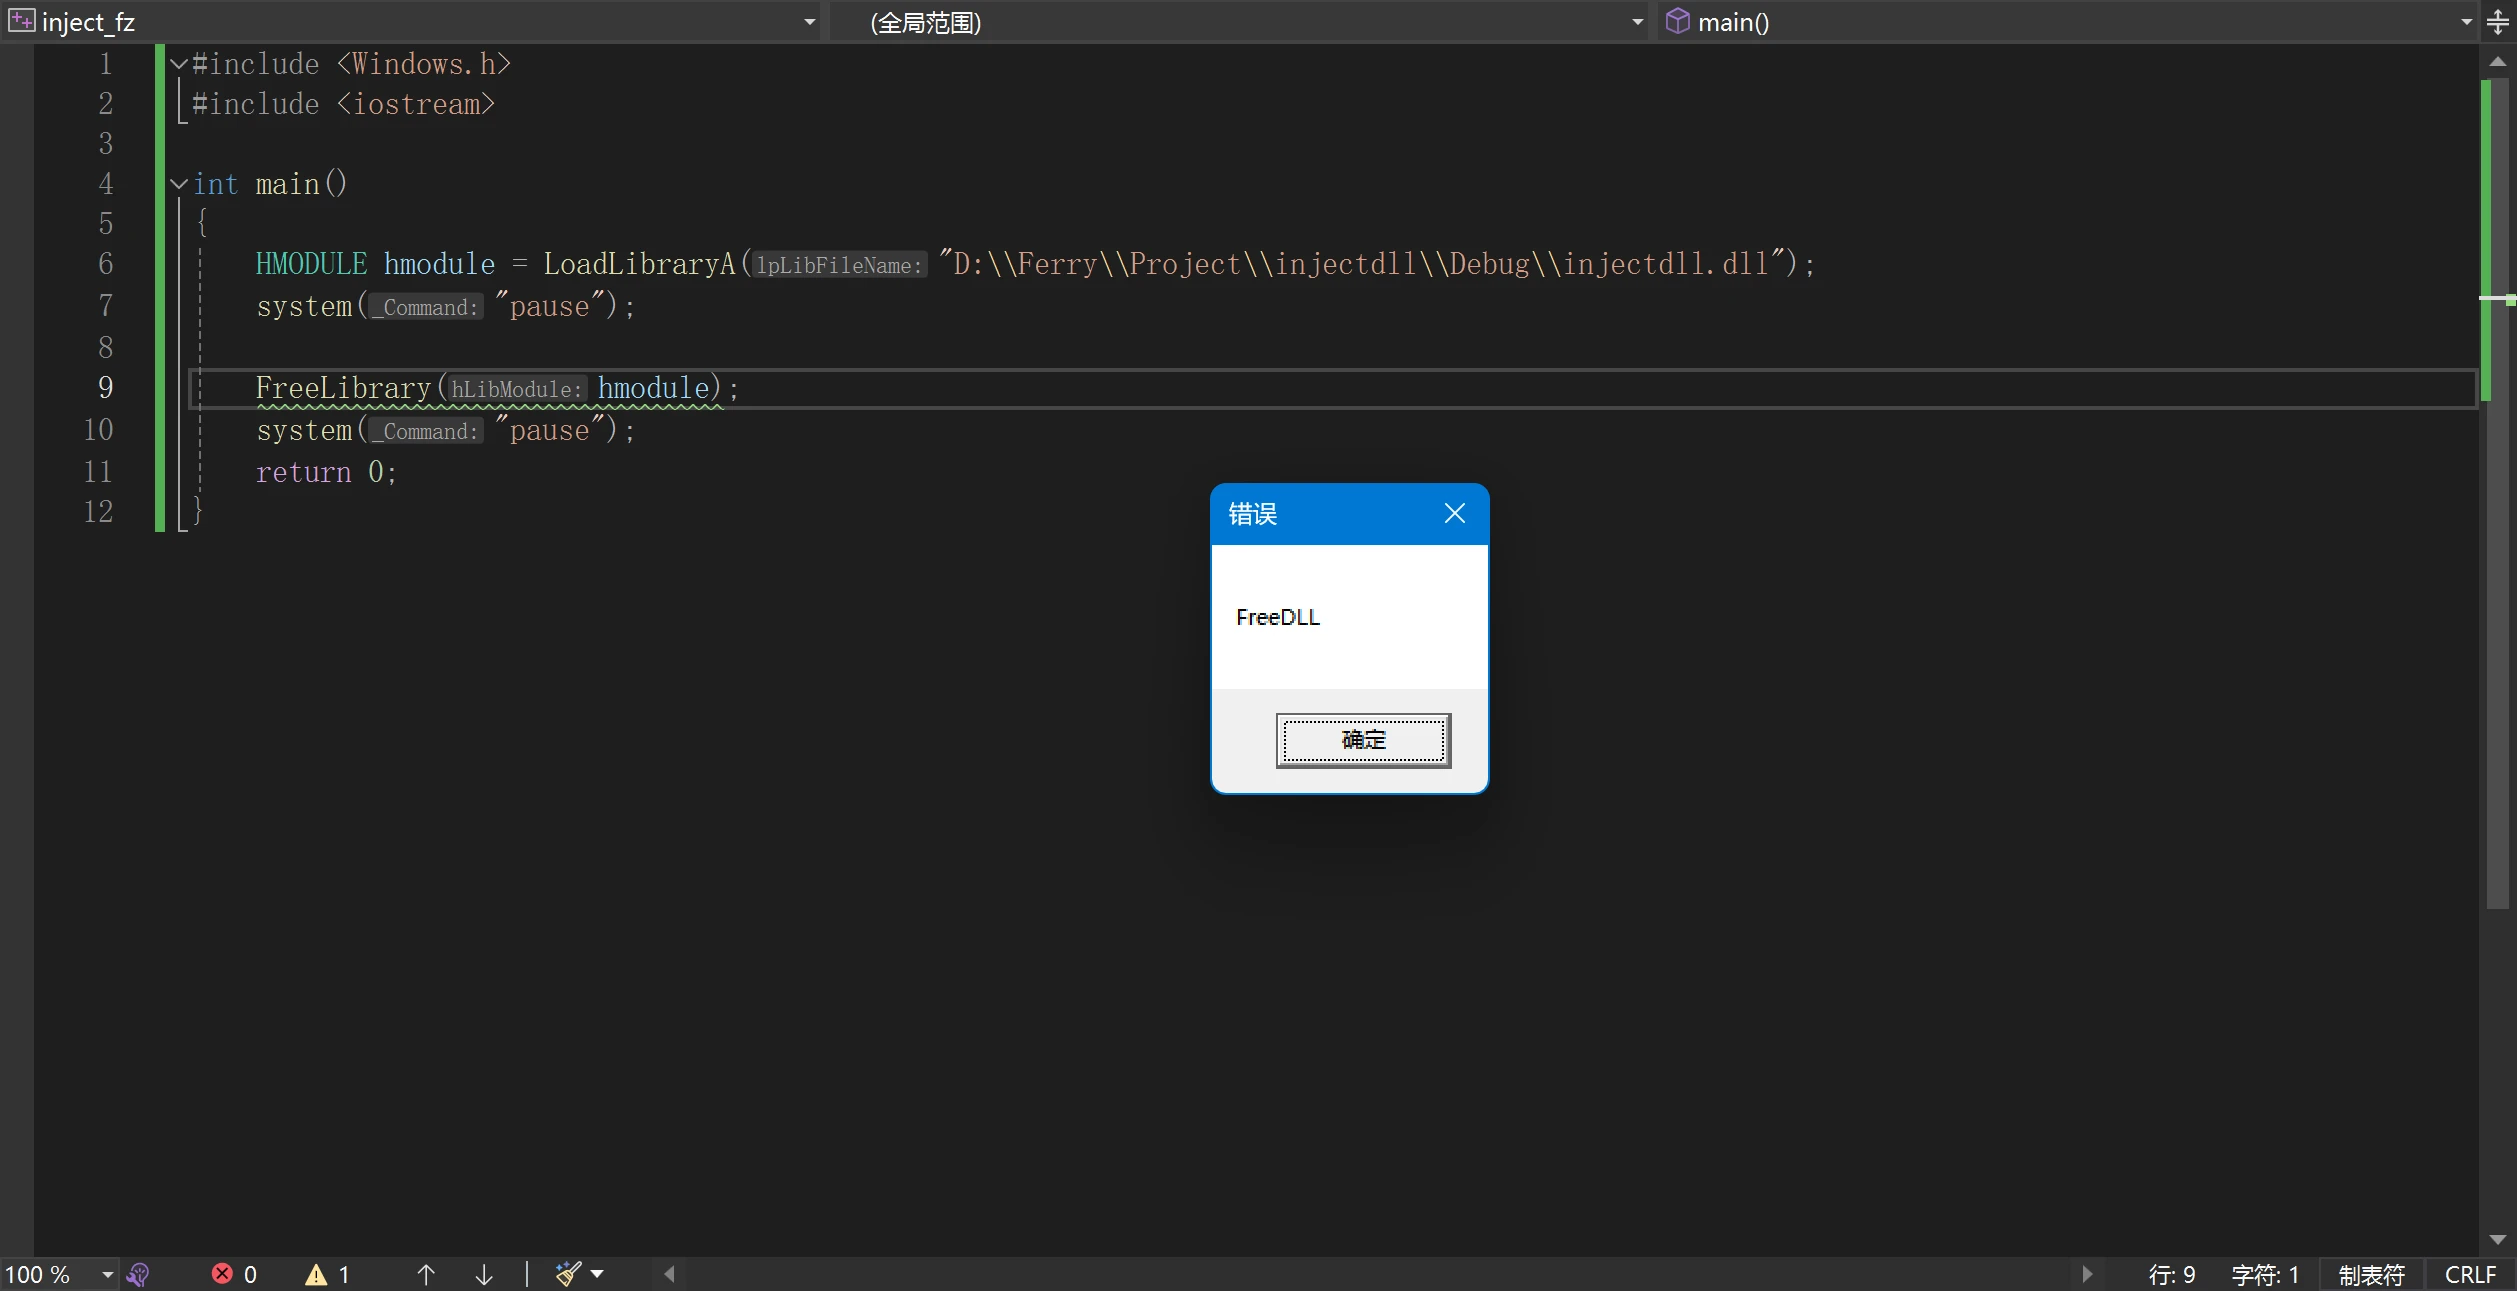 inject_fz (全局范围) main()
1 #include <Windows.h>
2 #include <iostream>
3
4 int main()
5 {
6 HMODULE hmodule = LoadLibraryA(lpLibFileName: "D:\\Ferry\\Project\\injectdll\\Debug\\injectdll.dll");
7 system(_Command: "pause");
8
9 FreeLibrary(hLibModule: hmodule);
10 system(_Command: "pause");
11 return 0;
12 }
错误
FreeDLL
确定
100 % 0 1 行: 9 字符: 1 制表符 CRLF